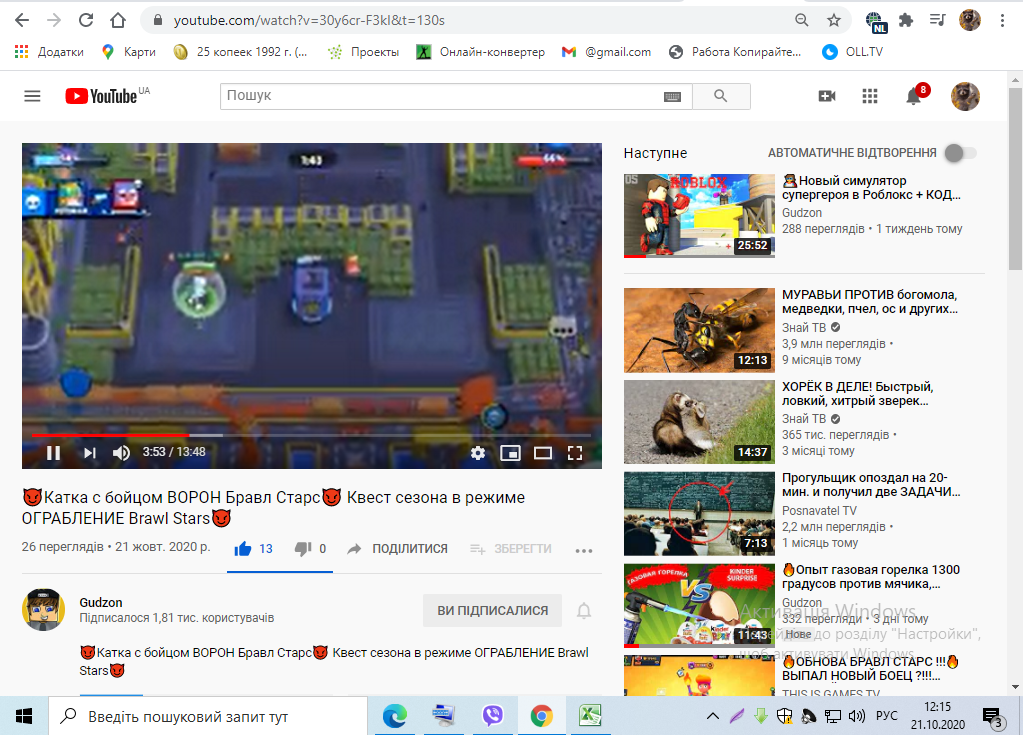 youtube.com/watch?v=30y6cr-F3kI&t=130s
NL
Додатки
Карти
25 копеек 1992 г. (...
Проекты
Онлайн-конвертер
@gmail.com
Работа Копирайте...
OLL.TV
YouTube UA
Пошук
8
1:43
66%
3:53 / 13:48
😈Катка с бойцом ВОРОН Бравл Старс😈 Квест сезона в режиме
ОГРАБЛЕНИЕ Brawl Stars😈
26 переглядів • 21 жовт. 2020 р.
13
0
ПОДІЛИТИСЯ
ЗБЕРЕГТИ
Gudzon
Підписалося 1,81 тис. користувачів
ВИ ПІДПИСАЛИСЯ
😈Катка с бойцом ВОРОН Бравл Старс😈 Квест сезона в режиме ОГРАБЛЕНИЕ Brawl
Stars😈
Наступне
АВТОМАТИЧНЕ ВІДТВОРЕННЯ
ROBLOX
25:52
Новый симулятор
супергероя в Роблокс + КОД...
Gudzon
288 переглядів • 1 тиждень тому
12:13
МУРАВЬИ ПРОТИВ богомола,
медведки, пчел, ос и других...
Знай ТВ
3,9 млн переглядів •
9 місяців тому
14:37
ХОРЁК В ДЕЛЕ! Быстрый,
ловкий, хитрый зверек...
Знай ТВ
365 тис. переглядів •
3 місяці тому
7:13
Прогульщик опоздал на 20-
мин. и получил две ЗАДАЧИ...
Posnavatel TV
2,2 млн переглядів •
1 місяць тому
ГАЗОВАЯ ГОРЕЛКА
VS
KINDER
SURPRISE
11:43
🔥Опыт газовая горелка 1300
градусов против мячика,...
Gudzon
332 перегляди • 3 дні тому
Нове
🔥ОБНОВА БРАВЛ СТАРС !!!🔥
ВЫПАЛ НОВЫЙ БОЕЦ ?!!!...
THIS IS GAMES TV
Активація Windows
до розділу "Настройки",
щоб активувати Windows.
Введіть пошуковий запит тут
РУС
12:15
21.10.2020
3